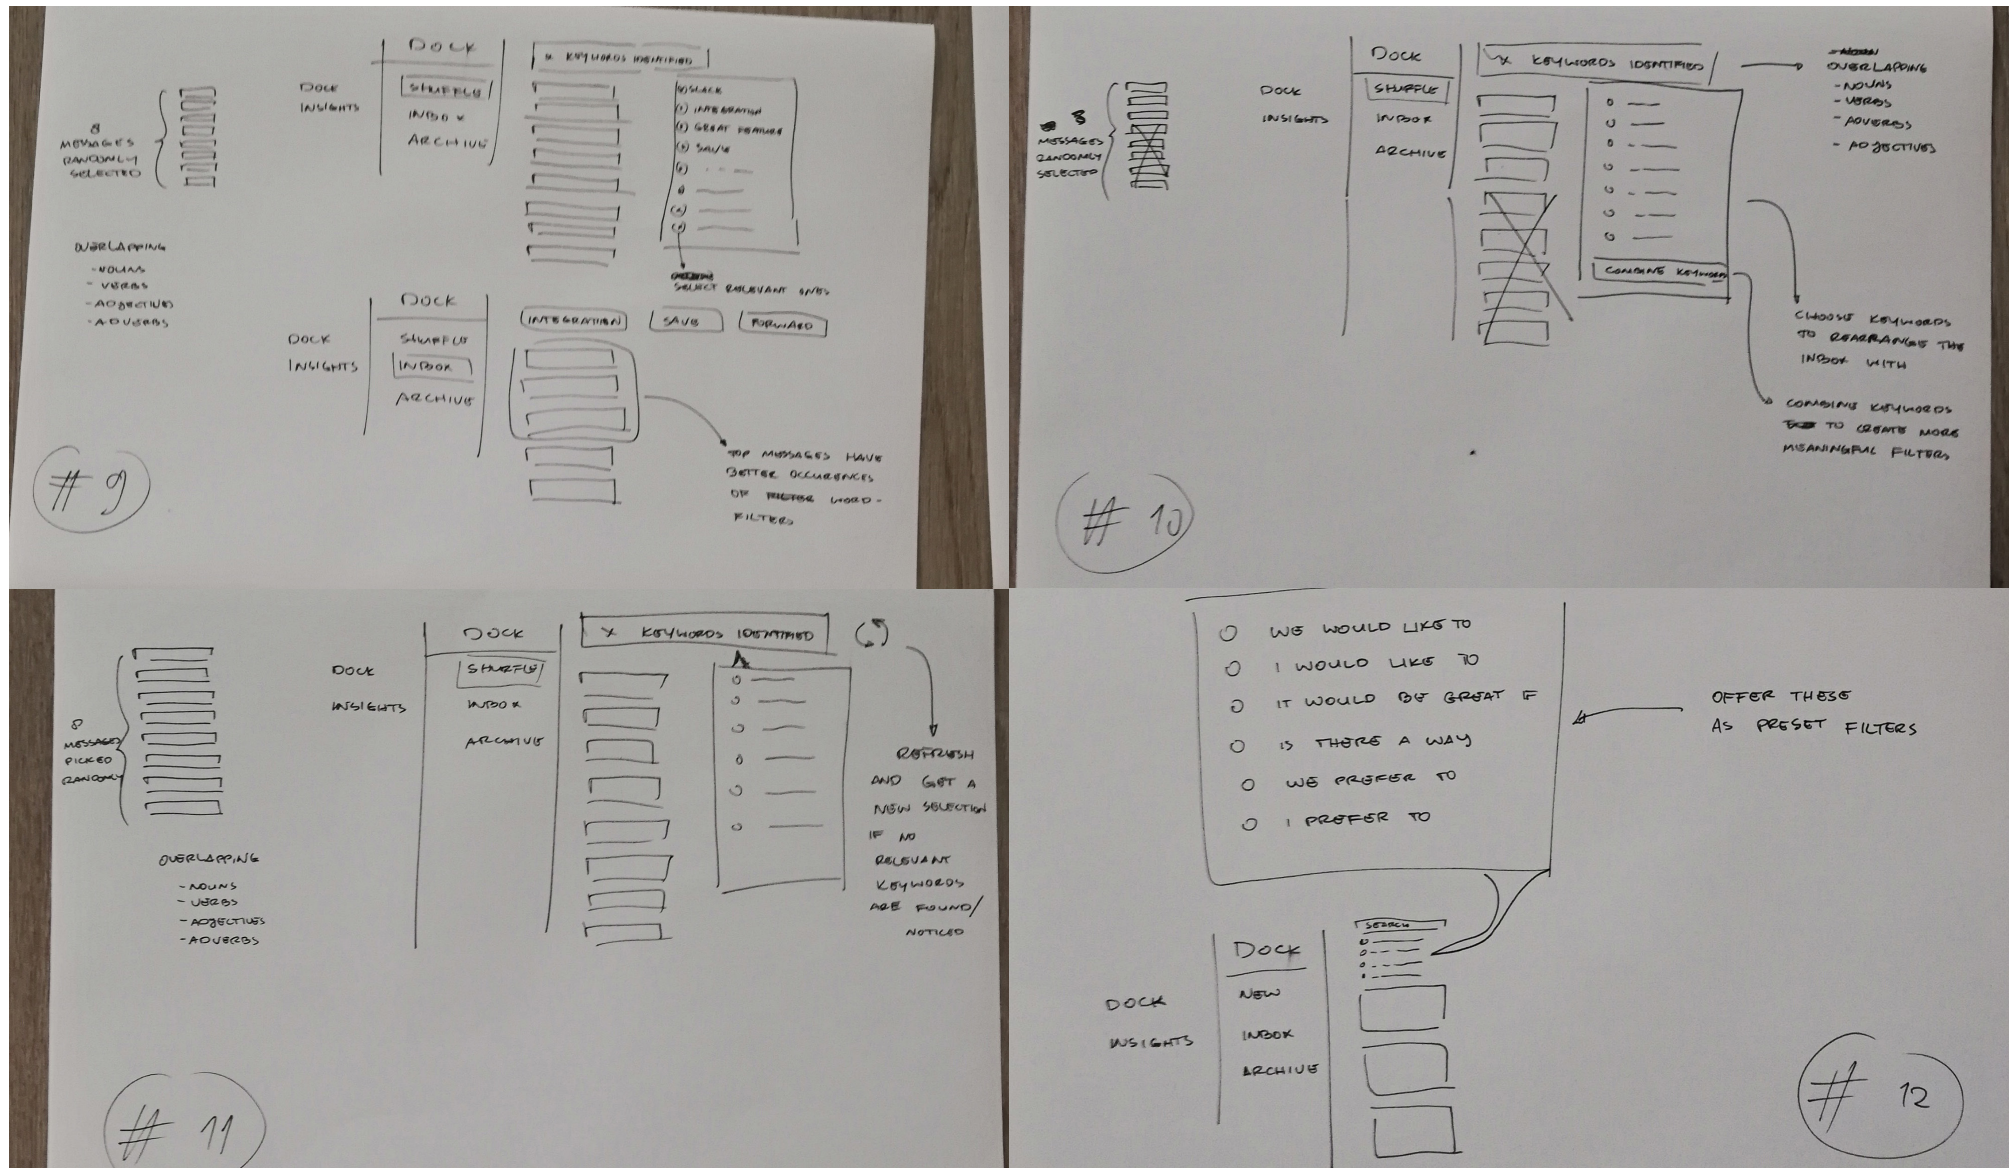 DOCK
DOCK
INSIGHTS
SHUFFLE
INBOX
ARCHIVE
X KEYWORDS IDENTIFIED
SLACK
INTEGRATION
GREAT FEATURE
SAVE
SELECT RELEVANT ONES
8
MESSAGES
RANDOMLY
SELECTED
OVERLAPPING
- NOUNS
- VERBS
- ADJECTIVES
- ADVERBS
DOCK
DOCK
INSIGHTS
SHUFFLE
INBOX
ARCHIVE
INTEGRATION
SAVE
FORWARD
TOP MESSAGES HAVE
BETTER OCCURENCES
OF FILTER WORD-
FILTERS
# 9
DOCK
DOCK
INSIGHTS
SHUFFLE
INBOX
ARCHIVE
X KEYWORDS IDENTIFIED
OVERLAPPING
- NOUNS
- VERBS
- ADVERBS
- ADJECTIVES
3
MESSAGES
RANDOMLY
SELECTED
COMBINE KEYWORDS
CHOOSE KEYWORDS
TO REARRANGE THE
INBOX WITH
COMBINE KEYWORDS
TO CREATE MORE
MEANINGFUL FILTERS
# 10
DOCK
DOCK
INSIGHTS
SHUFFLE
INBOX
ARCHIVE
X KEYWORDS IDENTIFIED
8
MESSAGES
PICKED
RANDOMLY
OVERLAPPING
- NOUNS
- VERBS
- ADJECTIVES
- ADVERBS
REFRESH
AND GET A
NEW SELECTION
IF NO
RELEVANT
KEYWORDS
ARE FOUND/
NOTICED
# 11
WE WOULD LIKE TO
I WOULD LIKE TO
IT WOULD BE GREAT IF
IS THERE A WAY
WE PREFER TO
I PREFER TO
OFFER THESE
AS PRESET FILTERS
SEARCH
DOCK
DOCK
INSIGHTS
NEW
INBOX
ARCHIVE
# 12